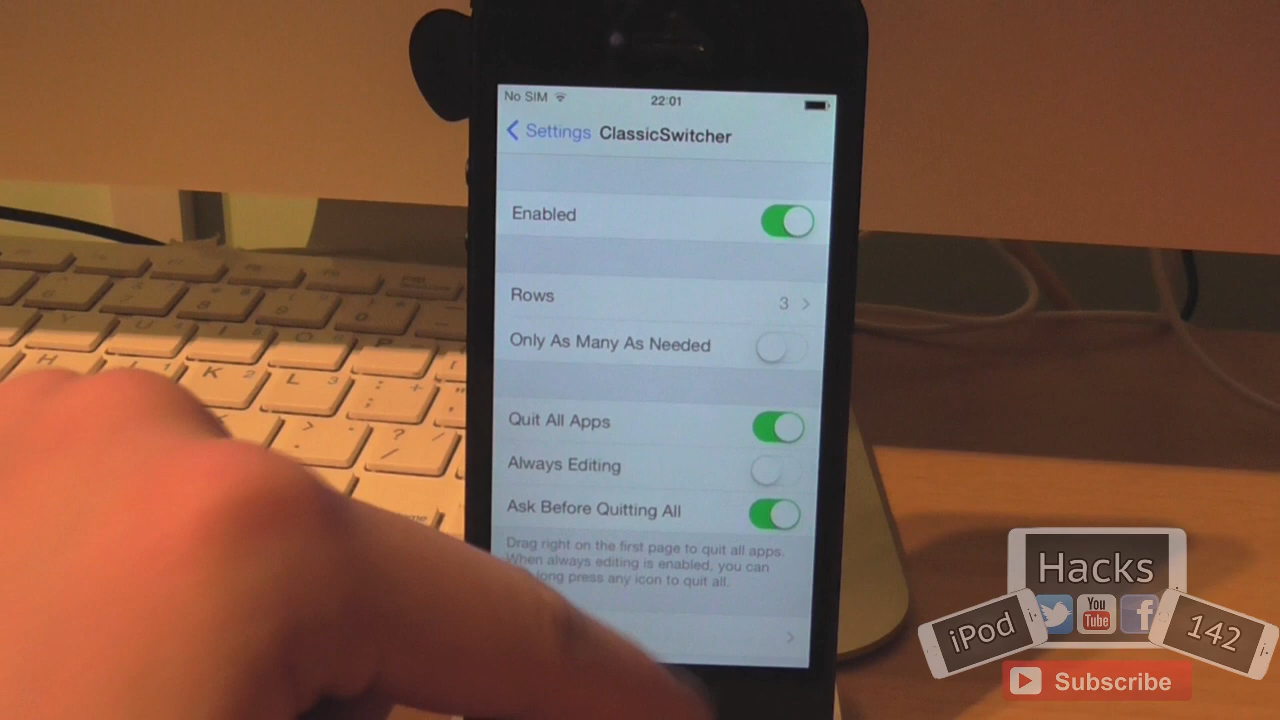 No SIM 22:01
Settings ClassicSwitcher
Enabled
Rows 3
Only As Many As Needed
Quit All Apps
Always Editing
Ask Before Quitting All
Drag right on the first page to quit all apps.
When always editing is enabled, you can
long press any icon to quit all.
Hacks
iPod
You
Tube
f
142
Subscribe